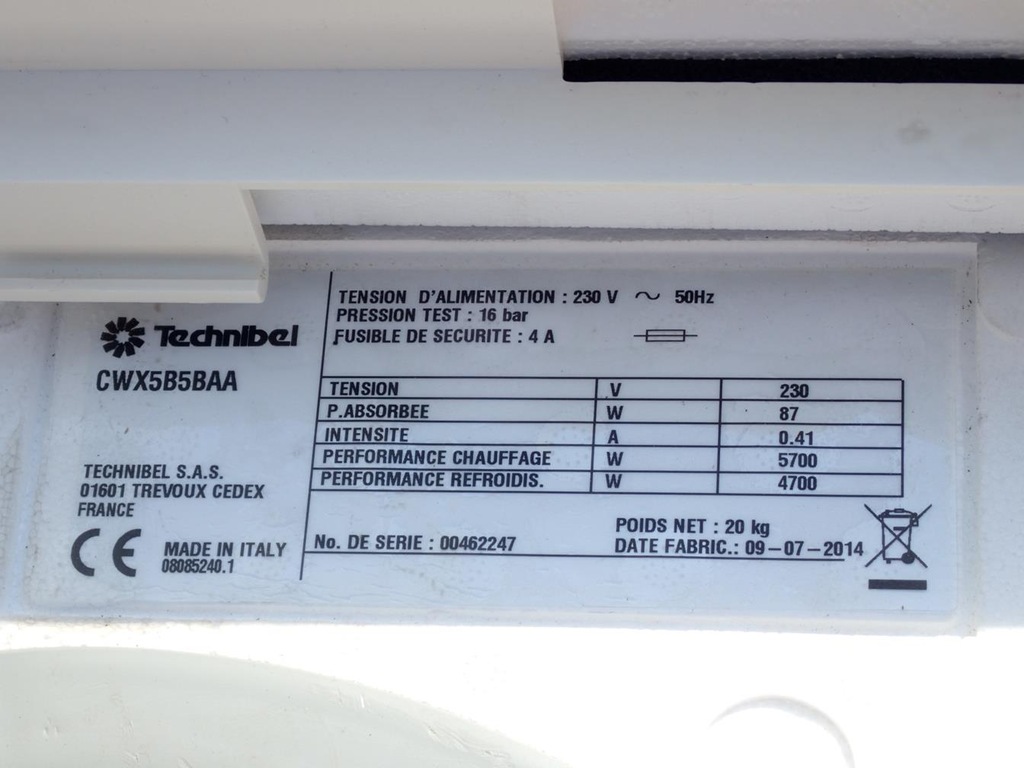 Technibel
CWX5B5BAA
TECHNIBEL S.A.S.
01601 TREVOUX CEDEX
FRANCE
CE
MADE IN ITALY
08085240.1
TENSION D'ALIMENTATION : 230 V ~ 50Hz
PRESSION TEST : 16 bar
FUSIBLE DE SECURITE : 4 A
TENSION V 230
P.ABSORBEE W 87
INTENSITE A 0.41
PERFORMANCE CHAUFFAGE W 5700
PERFORMANCE REFROIDIS. W 4700
No. DE SERIE : 00462247
POIDS NET : 20 kg
DATE FABRIC.: 09-07-2014